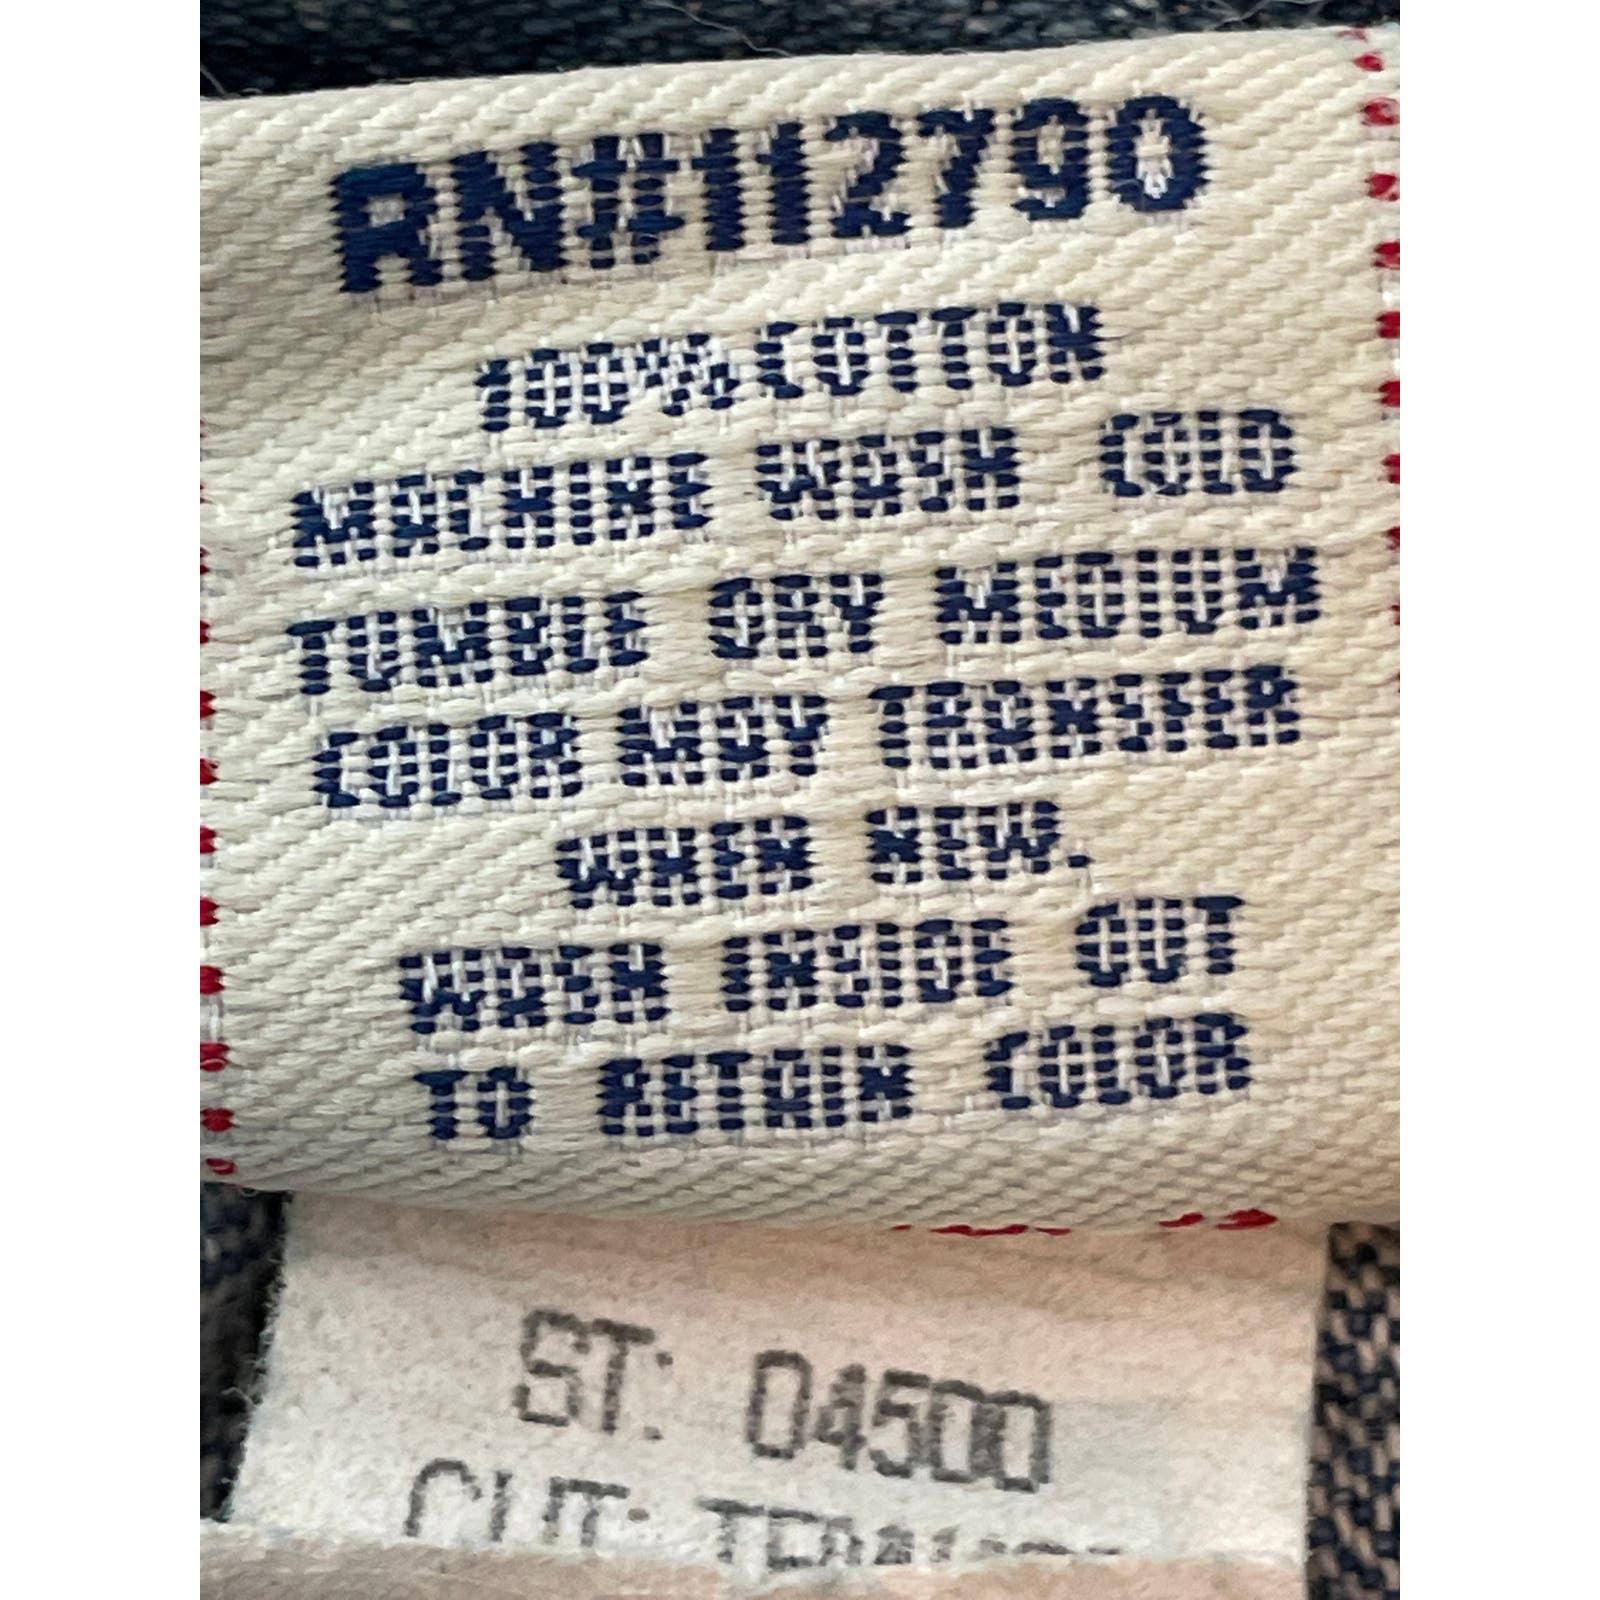 RN#112790
100% COTTON
MACHINE WASH COLD
TUMBLE DRY MEDIUM
COLOR MAY TRANSFER
WHEN NEW.
WASH INSIDE OUT
TO RETAIN COLOR
ST: 04500
CUT: